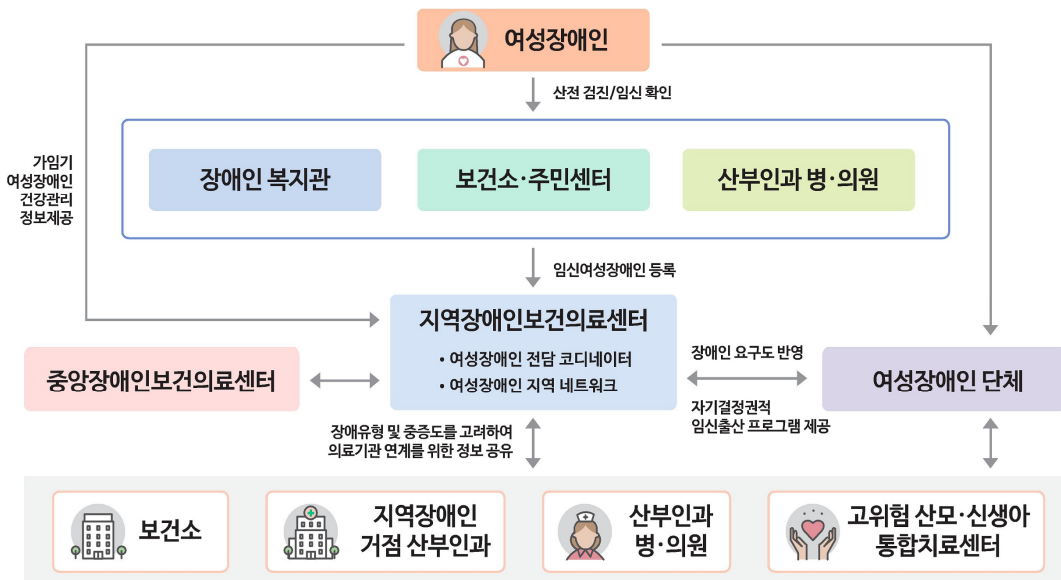 여성장애인
산전 검진/임신 확인
가임기
여성장애인
건강관리
정보제공
장애인 복지관
보건소·주민센터
산부인과 병·의원
임신여성장애인 등록
지역장애인보건의료센터
• 여성장애인 전담 코디네이터
• 여성장애인 지역 네트워크
중앙장애인보건의료센터
장애인 요구도 반영
자기결정권적
임신출산 프로그램 제공
여성장애인 단체
장애유형 및 중증도를 고려하여
의료기관 연계를 위한 정보 공유
보건소
지역장애인
거점 산부인과
산부인과
병·의원
고위험 산모·신생아
통합치료센터